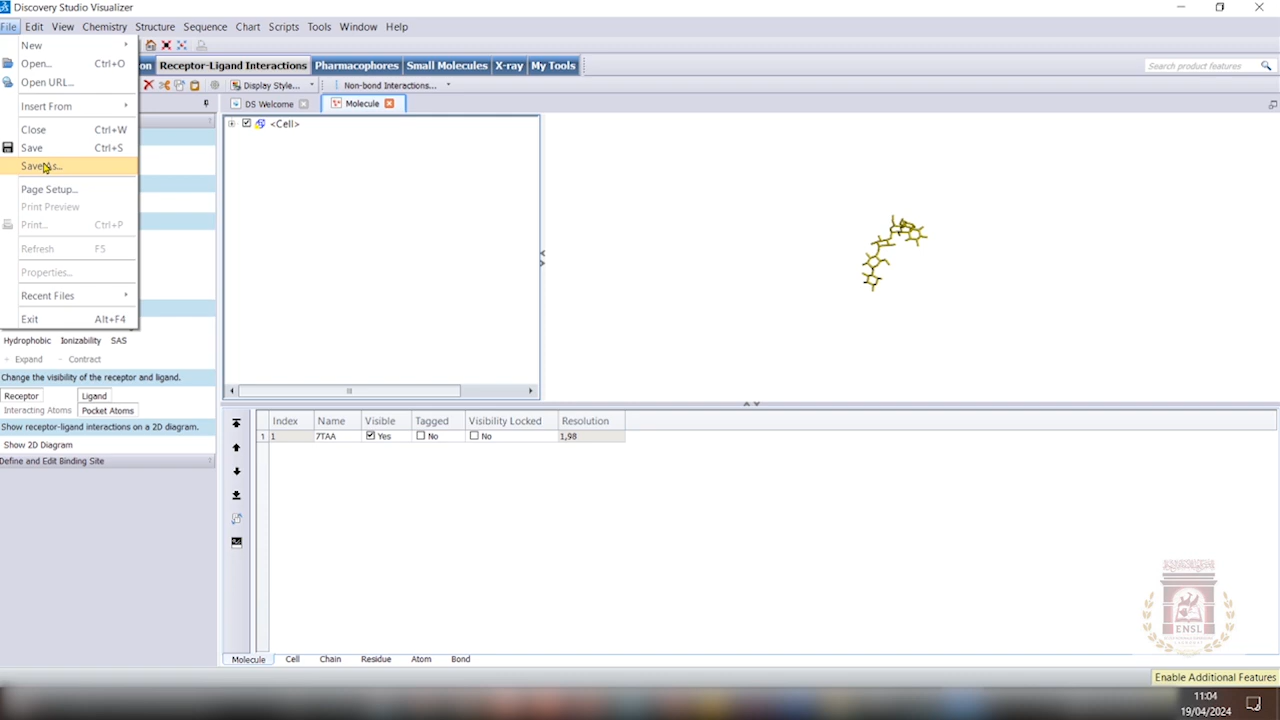 Discovery Studio Visualizer
File Edit View Chemistry Structure Sequence Chart Scripts Tools Window Help
New
Open... Ctrl+O
Open URL...
Insert From
Close Ctrl+W
Save Ctrl+S
Save As...
Page Setup...
Print Preview
Print... Ctrl+P
Refresh F5
Properties...
Recent Files
Exit Alt+F4
on Receptor-Ligand Interactions Pharmacophores Small Molecules X-ray My Tools
Search product features
Display Style... Non-bond Interactions...
DS Welcome Molecule
<Cell>
Hydrophobic Ionizability SAS
+ Expand - Contract
Change the visibility of the receptor and ligand.
Receptor Ligand
Interacting Atoms Pocket Atoms
Show receptor-ligand interactions on a 2D diagram.
Show 2D Diagram
Define and Edit Binding Site
Index Name Visible Tagged Visibility Locked Resolution
1 1 7TAA Yes No No 1,98
Molecule Cell Chain Residue Atom Bond
ENSL
Enable Additional Features
11:04
19/04/2024